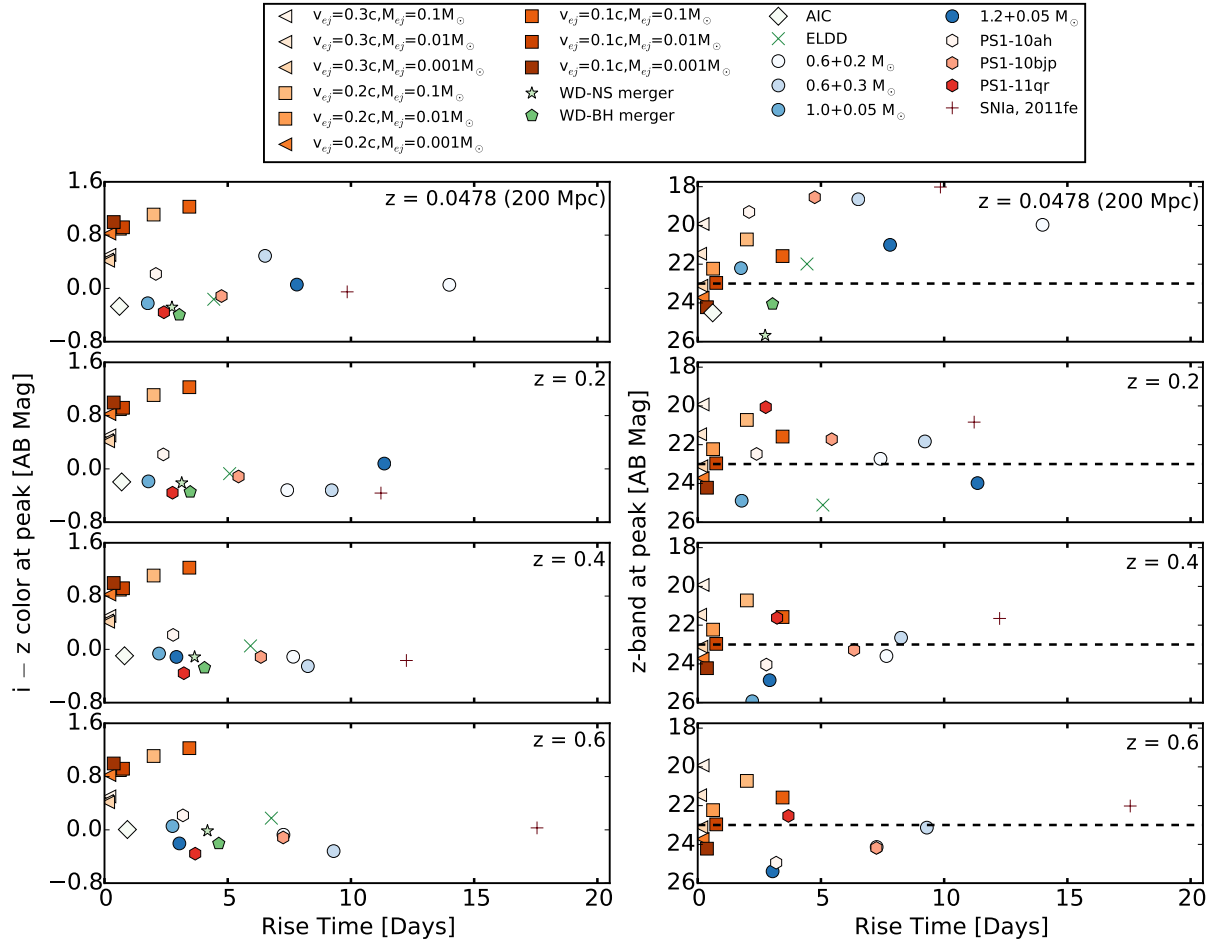 v_ej=0.3c,M_ej=0.1M☉
v_ej=0.3c,M_ej=0.01M☉
v_ej=0.3c,M_ej=0.001M☉
v_ej=0.2c,M_ej=0.1M☉
v_ej=0.2c,M_ej=0.01M☉
v_ej=0.2c,M_ej=0.001M☉
v_ej=0.1c,M_ej=0.1M☉
v_ej=0.1c,M_ej=0.01M☉
v_ej=0.1c,M_ej=0.001M☉
WD-NS merger
WD-BH merger
AIC
ELDD
0.6+0.2 M☉
0.6+0.3 M☉
1.0+0.05 M☉
1.2+0.05 M☉
PS1-10ah
PS1-10bjp
PS1-11qr
SNIa, 2011fe
i − z color at peak [AB Mag]
1.6
0.8
0.0
−0.8
z = 0.0478 (200 Mpc)
1.6
0.8
0.0
−0.8
z = 0.2
1.6
0.8
0.0
−0.8
z = 0.4
1.6
0.8
0.0
−0.8
z = 0.6
0 5 10 15 20
Rise Time [Days]
z-band at peak [AB Mag]
18
20
22
24
26
z = 0.0478 (200 Mpc)
18
20
22
24
26
z = 0.2
18
20
22
24
26
z = 0.4
18
20
22
24
26
z = 0.6
0 5 10 15 20
Rise Time [Days]